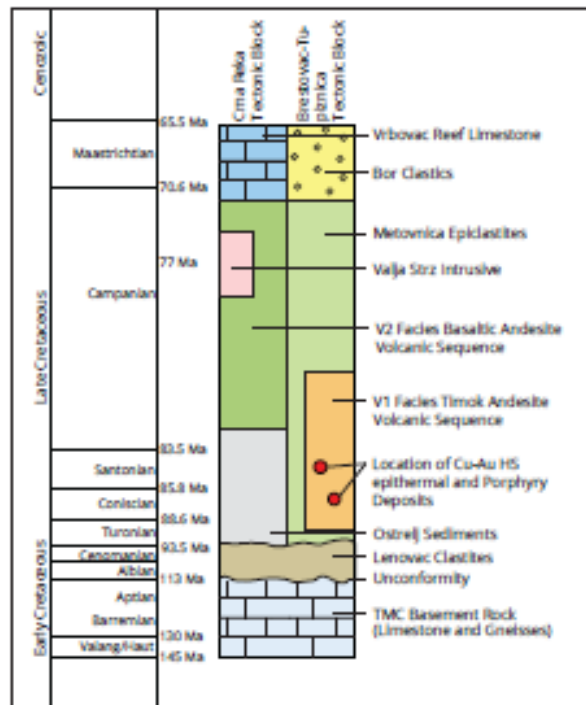 Cenozoic
Late Cretaceous
Early Cretaceous
Crna Reka
Tectonic Block
Brestovac-Tu-
piznica
Tectonic Block
65.5 Ma
Maastrichtian
70.6 Ma
77 Ma
Campanian
83.5 Ma
Santonian
85.8 Ma
Coniscian
88.6 Ma
Turonian
93.5 Ma
Cenomanian
Albian
113 Ma
Aptian
Barremian
130 Ma
Valang/Haut
145 Ma
Vrbovac Reef Limestone
Bor Clastics
Metovnica Epiclastites
Valja Strz Intrusive
V2 Facies Basaltic Andesite
Volcanic Sequence
V1 Facies Timok Andesite
Volcanic Sequence
Location of Cu-Au HS
epithermal and Porphyry
Deposits
Ostrelj Sediments
Lenovac Clastites
Unconformity
TMC Basement Rock
(Limestone and Gneisses)